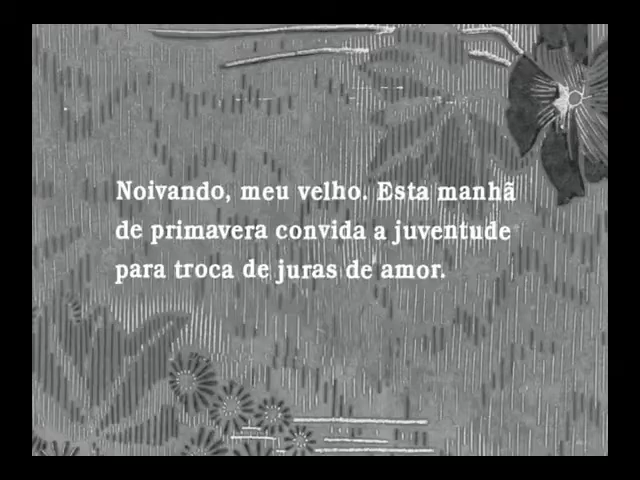 Noivando, meu velho. Esta manhã
de primavera convida a juventude
para troca de juras de amor.